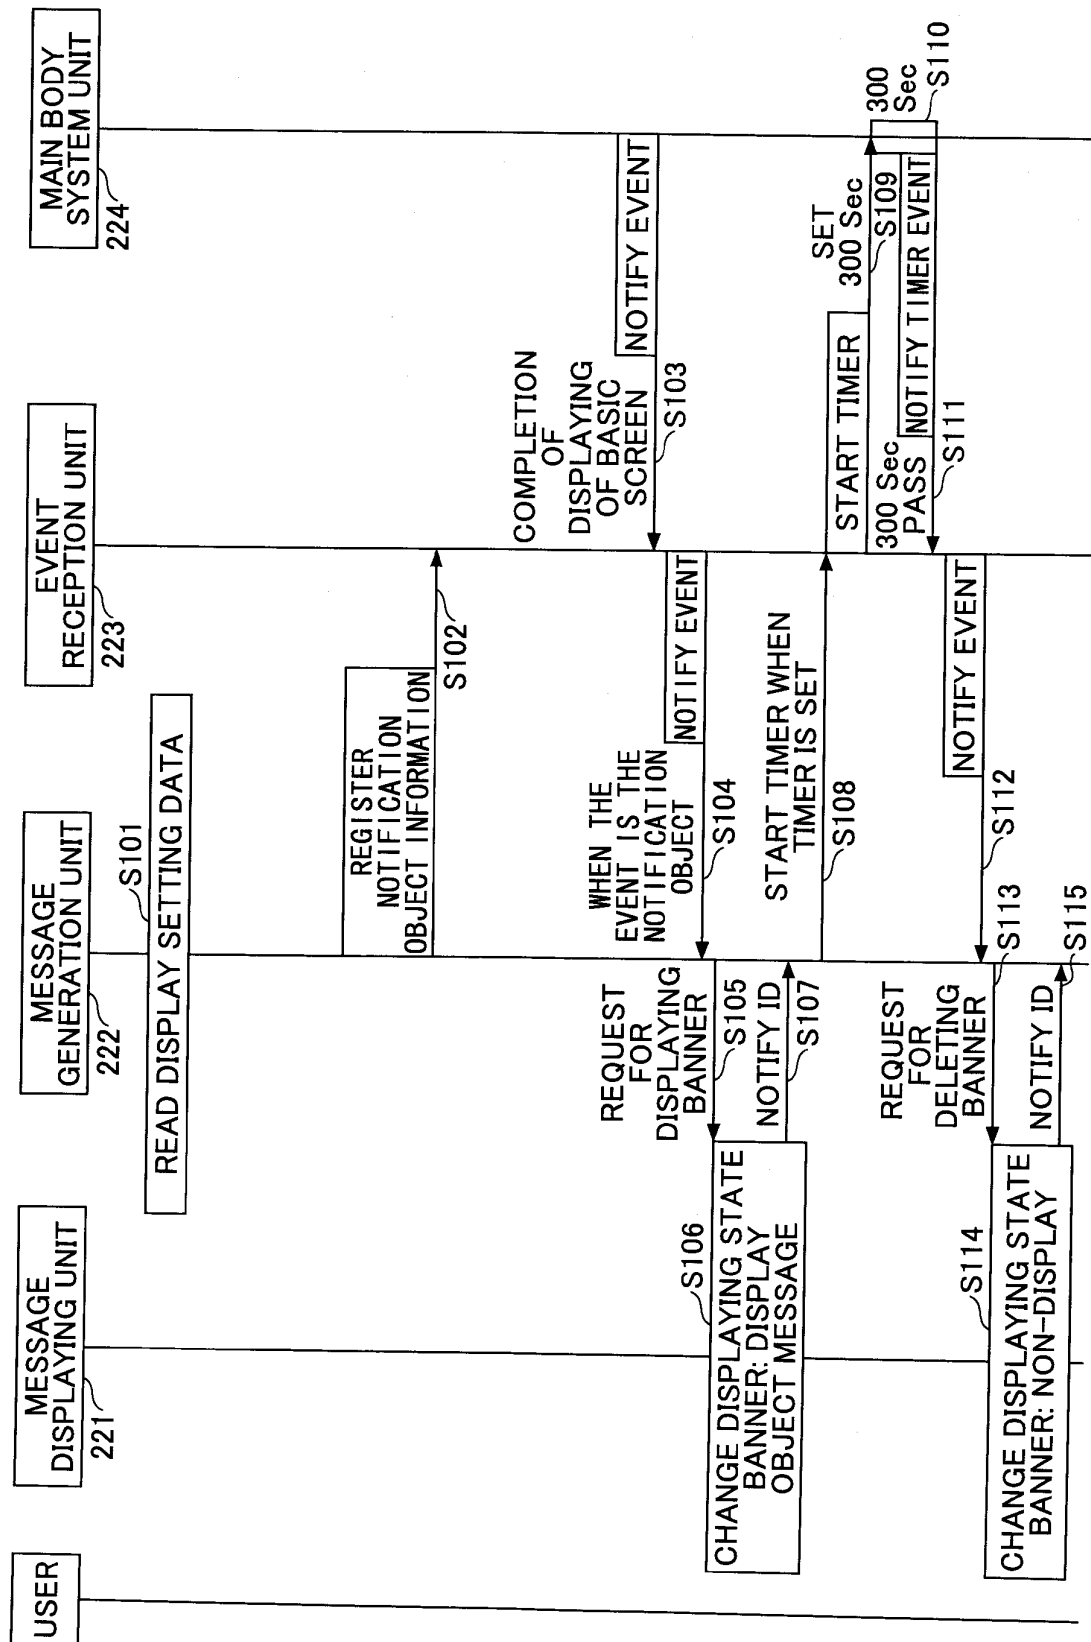 USER
MESSAGE
DISPLAYING UNIT
221
MESSAGE
GENERATION UNIT
222
EVENT
RECEPTION UNIT
223
MAIN BODY
SYSTEM UNIT
224
S101
READ DISPLAY SETTING DATA
REGISTER
NOTIFICATION
OBJECT INFORMATION
S102
COMPLETION
OF
DISPLAYING
OF BASIC
SCREEN
NOTIFY EVENT
S103
WHEN THE
EVENT IS THE
NOTIFICATION
OBJECT
NOTIFY EVENT
S104
REQUEST
FOR
DISPLAYING
BANNER
S105
S106
CHANGE DISPLAYING STATE
BANNER: DISPLAY
OBJECT MESSAGE
NOTIFY ID
S107
START TIMER WHEN
TIMER IS SET
S108
START TIMER
SET
300 Sec
S109
300
Sec
S110
300 Sec
PASS
NOTIFY TIMER EVENT
S111
NOTIFY EVENT
S112
REQUEST
FOR
DELETING
BANNER
S113
S114
CHANGE DISPLAYING STATE
BANNER: NON-DISPLAY
NOTIFY ID
S115